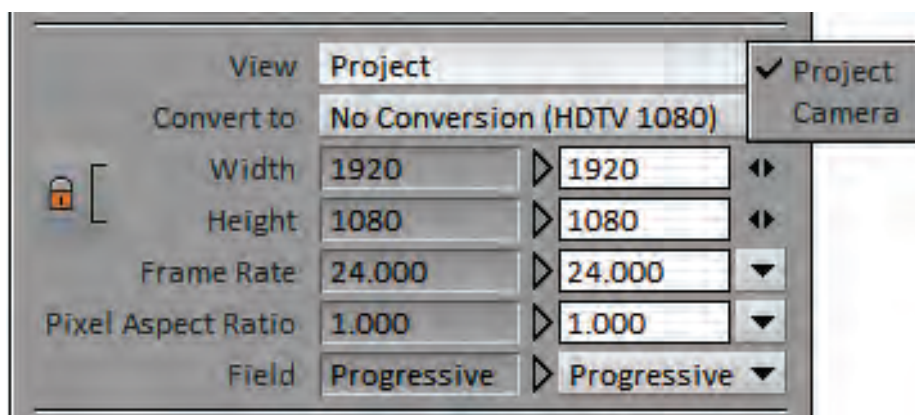 View Project ✓ Project
Camera
Convert to No Conversion (HDTV 1080)
Width 1920 1920
Height 1080 1080
Frame Rate 24.000 24.000
Pixel Aspect Ratio 1.000 1.000
Field Progressive Progressive